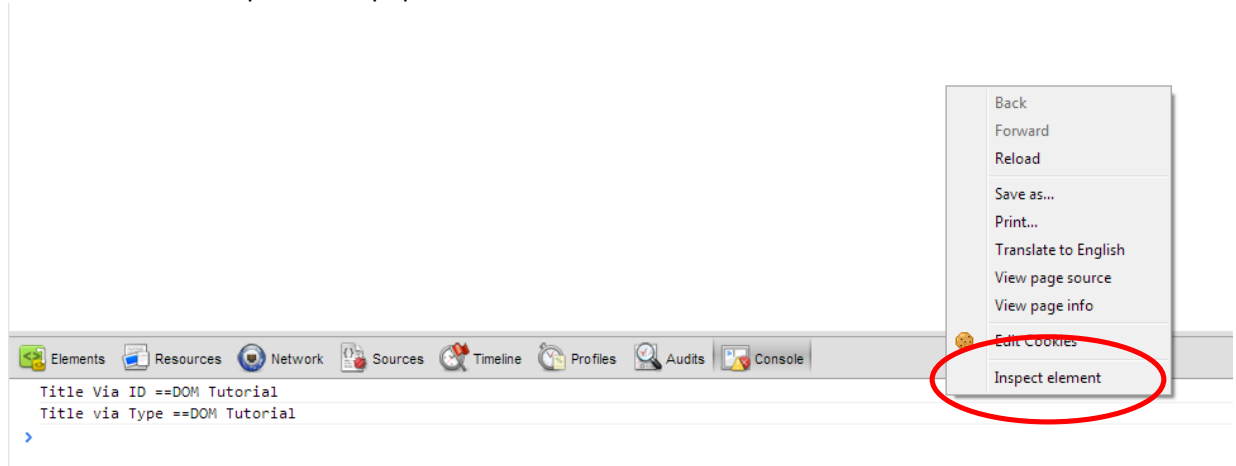 Back
Forward
Reload
Save as...
Print...
Translate to English
View page source
View page info
Edit Cookies
Inspect element
Elements Resources Network Sources Timeline Profiles Audits Console
Title Via ID ==DOM Tutorial
Title via Type ==DOM Tutorial
>